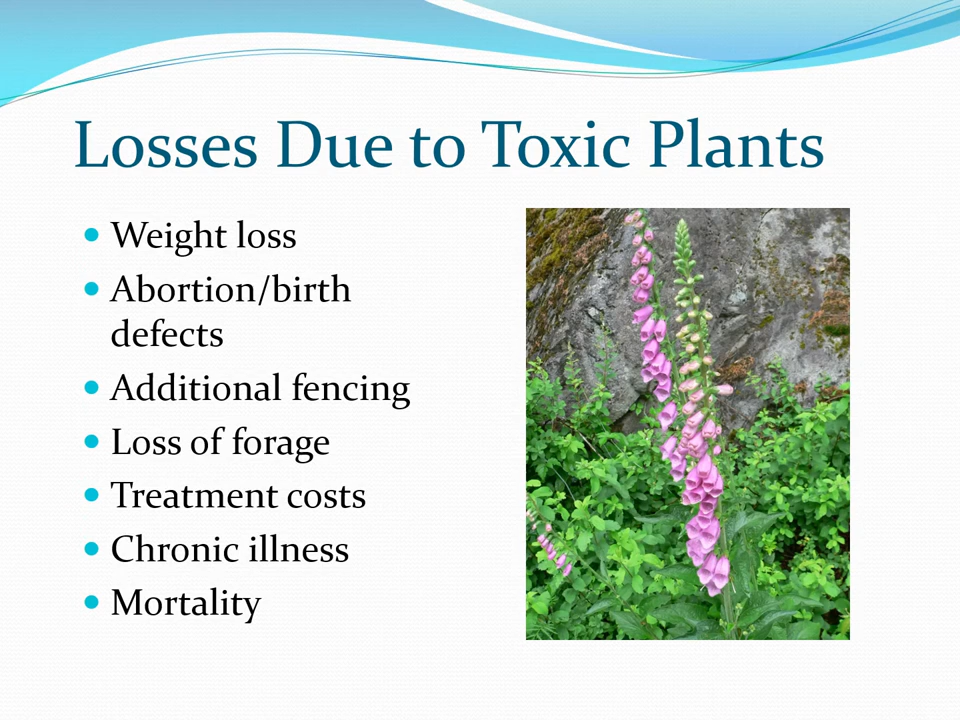 Losses Due to Toxic Plants
Weight loss
Abortion/birth
defects
Additional fencing
Loss of forage
Treatment costs
Chronic illness
Mortality